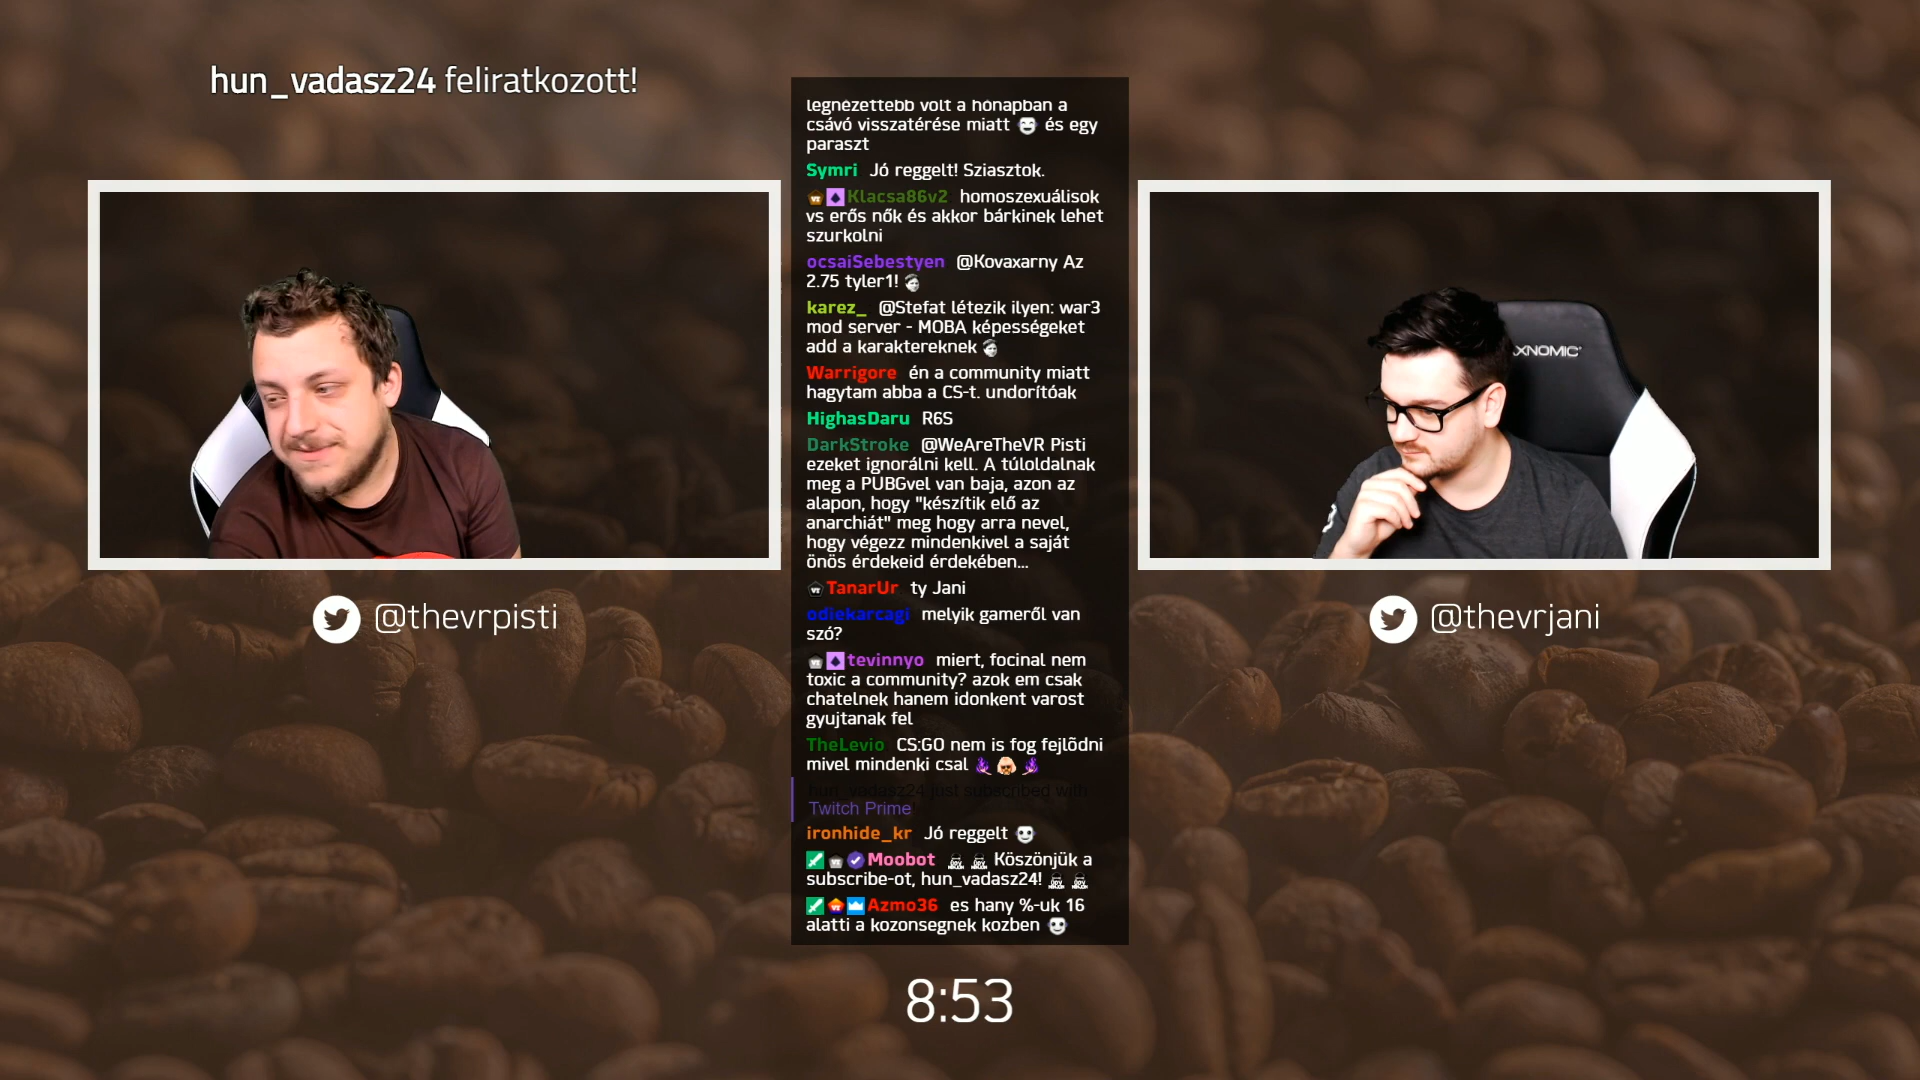 hun_vadasz24 feliratkozott!
legnézettebb volt a hónapban a
csávó visszatérése miatt és egy
paraszt
Symri Jó reggelt! Sziasztok.
Klacsa86v2 homoszexuálisok
vs erős nők és akkor bárkinek lehet
szurkolni
ocsaiSebestyen @Kovaxarny Az
2.75 tyler1!
karez_ @Stefat létezik ilyen: war3
mod server - MOBA képességeket
add a karaktereknek
Warrigore én a community miatt
hagytam abba a CS-t. undorítóak
HighasDaru R6S
DarkStroke @WeAreTheVR Pisti
ezeket ignorálni kell. A túloldalnak
meg a PUBGvel van baja, azon az
alapon, hogy "készítik elő az
anarchiát" meg hogy arra nevel,
hogy végezz mindenkivel a saját
önös érdekeid érdekében...
TanarUr ty Jani
odiekarcagi melyik gameről van
szó?
tevinnyo miert, focinal nem
toxic a community? azok em csak
chatelnek hanem idonkent varost
gyujtanak fel
TheLevio CS:GO nem is fog fejlõdni
mivel mindenki csal
hun_vadasz24 just subscribed with
Twitch Prime
ironhide_kr Jó reggelt
Moobot Köszönjük a
subscribe-ot, hun_vadasz24!
Azmo36 es hany %-uk 16
alatti a kozonsegnek kozben
8:53
@thevrpisti
XNOMIC
@thevrjani